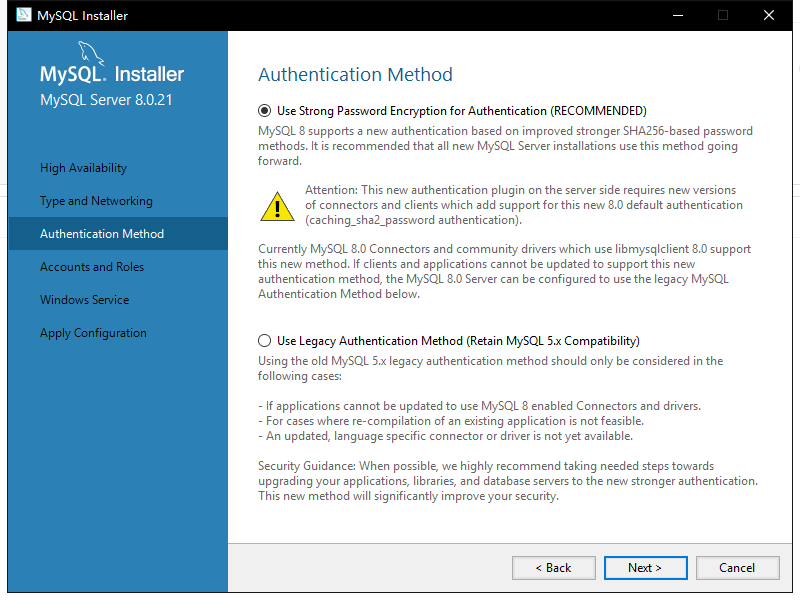 MySQL Installer
MySQL. Installer
MySQL Server 8.0.21
High Availability
Type and Networking
Authentication Method
Accounts and Roles
Windows Service
Apply Configuration
Authentication Method
Use Strong Password Encryption for Authentication (RECOMMENDED)
MySQL 8 supports a new authentication based on improved stronger SHA256-based password
methods. It is recommended that all new MySQL Server installations use this method going
forward.
Attention: This new authentication plugin on the server side requires new versions
of connectors and clients which add support for this new 8.0 default authentication
(caching_sha2_password authentication).
Currently MySQL 8.0 Connectors and community drivers which use libmysqlclient 8.0 support
this new method. If clients and applications cannot be updated to support this new
authentication method, the MySQL 8.0 Server can be configured to use the legacy MySQL
Authentication Method below.
Use Legacy Authentication Method (Retain MySQL 5.x Compatibility)
Using the old MySQL 5.x legacy authentication method should only be considered in the
following cases:
- If applications cannot be updated to use MySQL 8 enabled Connectors and drivers.
- For cases where re-compilation of an existing application is not feasible.
- An updated, language specific connector or driver is not yet available.
Security Guidance: When possible, we highly recommend taking needed steps towards
upgrading your applications, libraries, and database servers to the new stronger authentication.
This new method will significantly improve your security.
< Back
Next >
Cancel